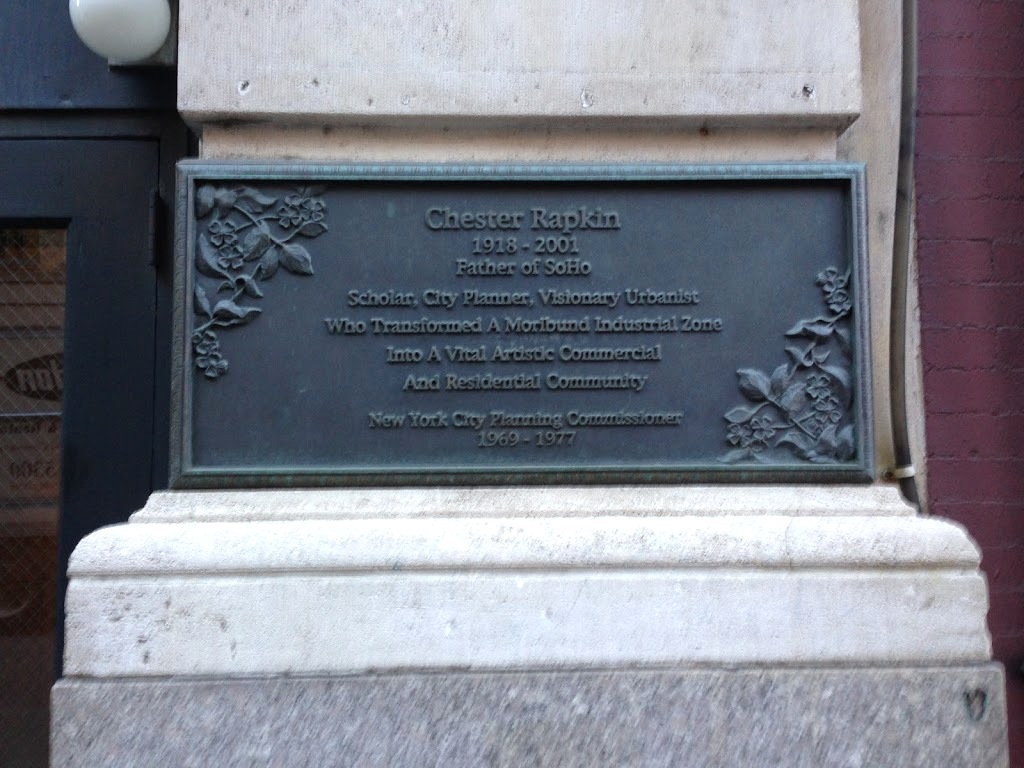 Chester Rapkin
1918 - 2001
Father of SoHo
Scholar, City Planner, Visionary Urbanist
Who Transformed A Moribund Industrial Zone
Into A Vital Artistic Commercial
And Residential Community
New York City Planning Commissioner
1969 - 1977